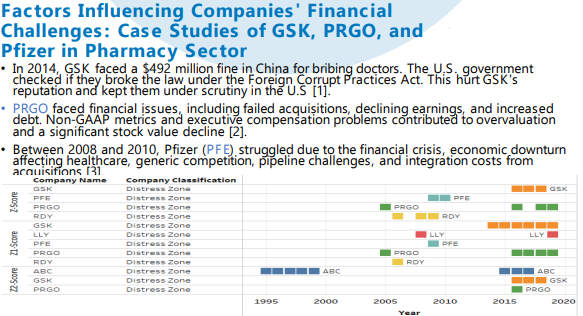 Factors Influencing Companies' Financial
Challenges: Case Studies of GSK, PRGO, and
Pfizer in Pharmacy Sector
• In 2014, GSK faced a $492 million fine in China for bribing doctors. The U.S. government
checked if they broke the law under the Foreign Corrupt Practices Act. This hurt GSK's
reputation and kept them under scrutiny in the U.S [1].
• PRGO faced financial issues, including failed acquisitions, declining earnings, and increased
debt. Non-GAAP metrics and executive compensation problems contributed to overvaluation
and a significant stock value decline [2].
• Between 2008 and 2010, Pfizer (PFE) struggled due to the financial crisis, economic downturn
affecting healthcare, generic competition, pipeline challenges, and integration costs from
acquisitions [3]
Company Name Company Classification
Z-Score
GSK Distress Zone GSK
PFE Distress Zone PFE
PRGO Distress Zone PRGO
RDY Distress Zone RDY
Z1-Score
GSK Distress Zone
LLY Distress Zone LLY LLY
PFE Distress Zone PFE
PRGO Distress Zone PRGO
RDY Distress Zone RDY
Z2-Score
ABC Distress Zone ABC ABC
GSK Distress Zone GSK
PRGO Distress Zone PRGO
1995 2000 2005 2010 2015 2020
Year